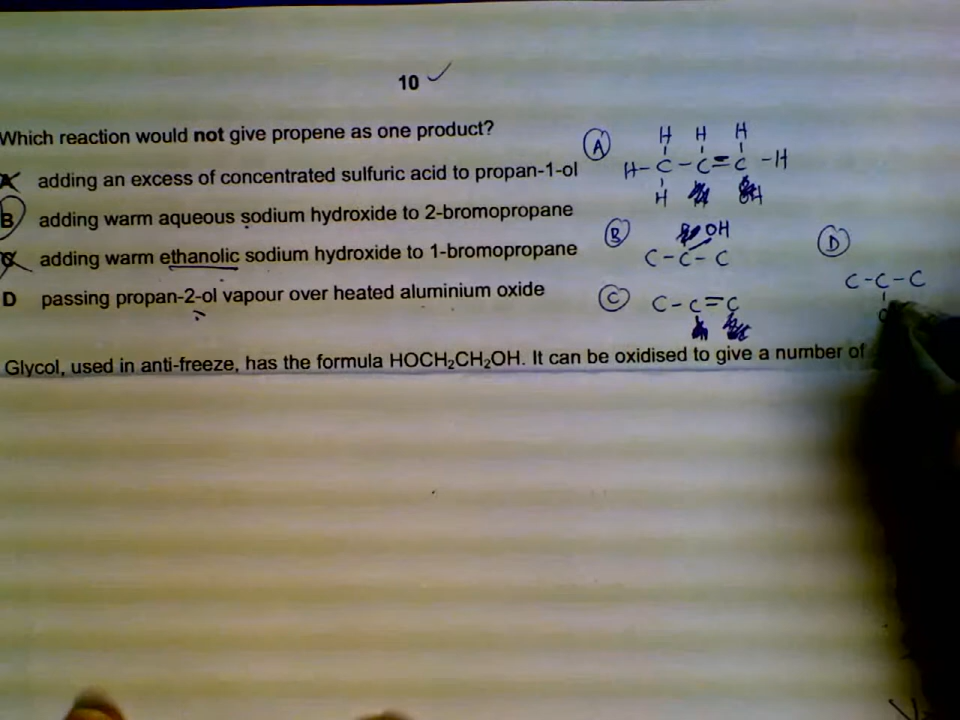 10 ✓
Which reaction would not give propene as one product?
A adding an excess of concentrated sulfuric acid to propan-1-ol
B adding warm aqueous sodium hydroxide to 2-bromopropane
C adding warm ethanolic sodium hydroxide to 1-bromopropane
D passing propan-2-ol vapour over heated aluminium oxide
Glycol, used in anti-freeze, has the formula HOCH₂CH₂OH. It can be oxidised to give a number of
A
H H H
H-C-C=C-H
H OH
B
OH
C-C-C
C
C-C=C
D
C-C-C